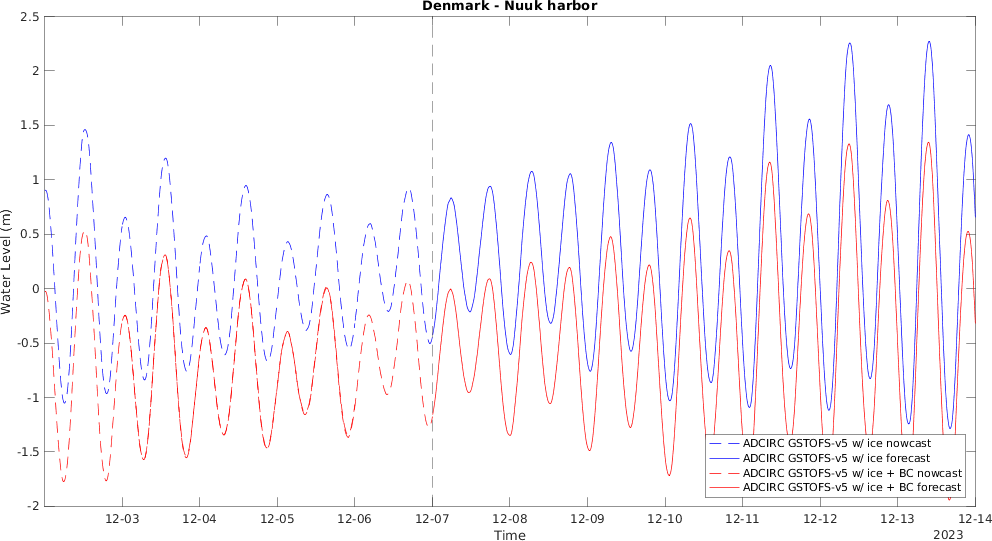 Denmark - Nuuk harbor
2.5
2
1.5
1
0.5
0
-0.5
-1
-1.5
-2
Water Level (m)
ADCIRC GSTOFS-v5 w/ ice nowcast
ADCIRC GSTOFS-v5 w/ ice forecast
ADCIRC GSTOFS-v5 w/ ice + BC nowcast
ADCIRC GSTOFS-v5 w/ ice + BC forecast
12-03 12-04 12-05 12-06 12-07 12-08 12-09 12-10 12-11 12-12 12-13 12-14
Time
2023